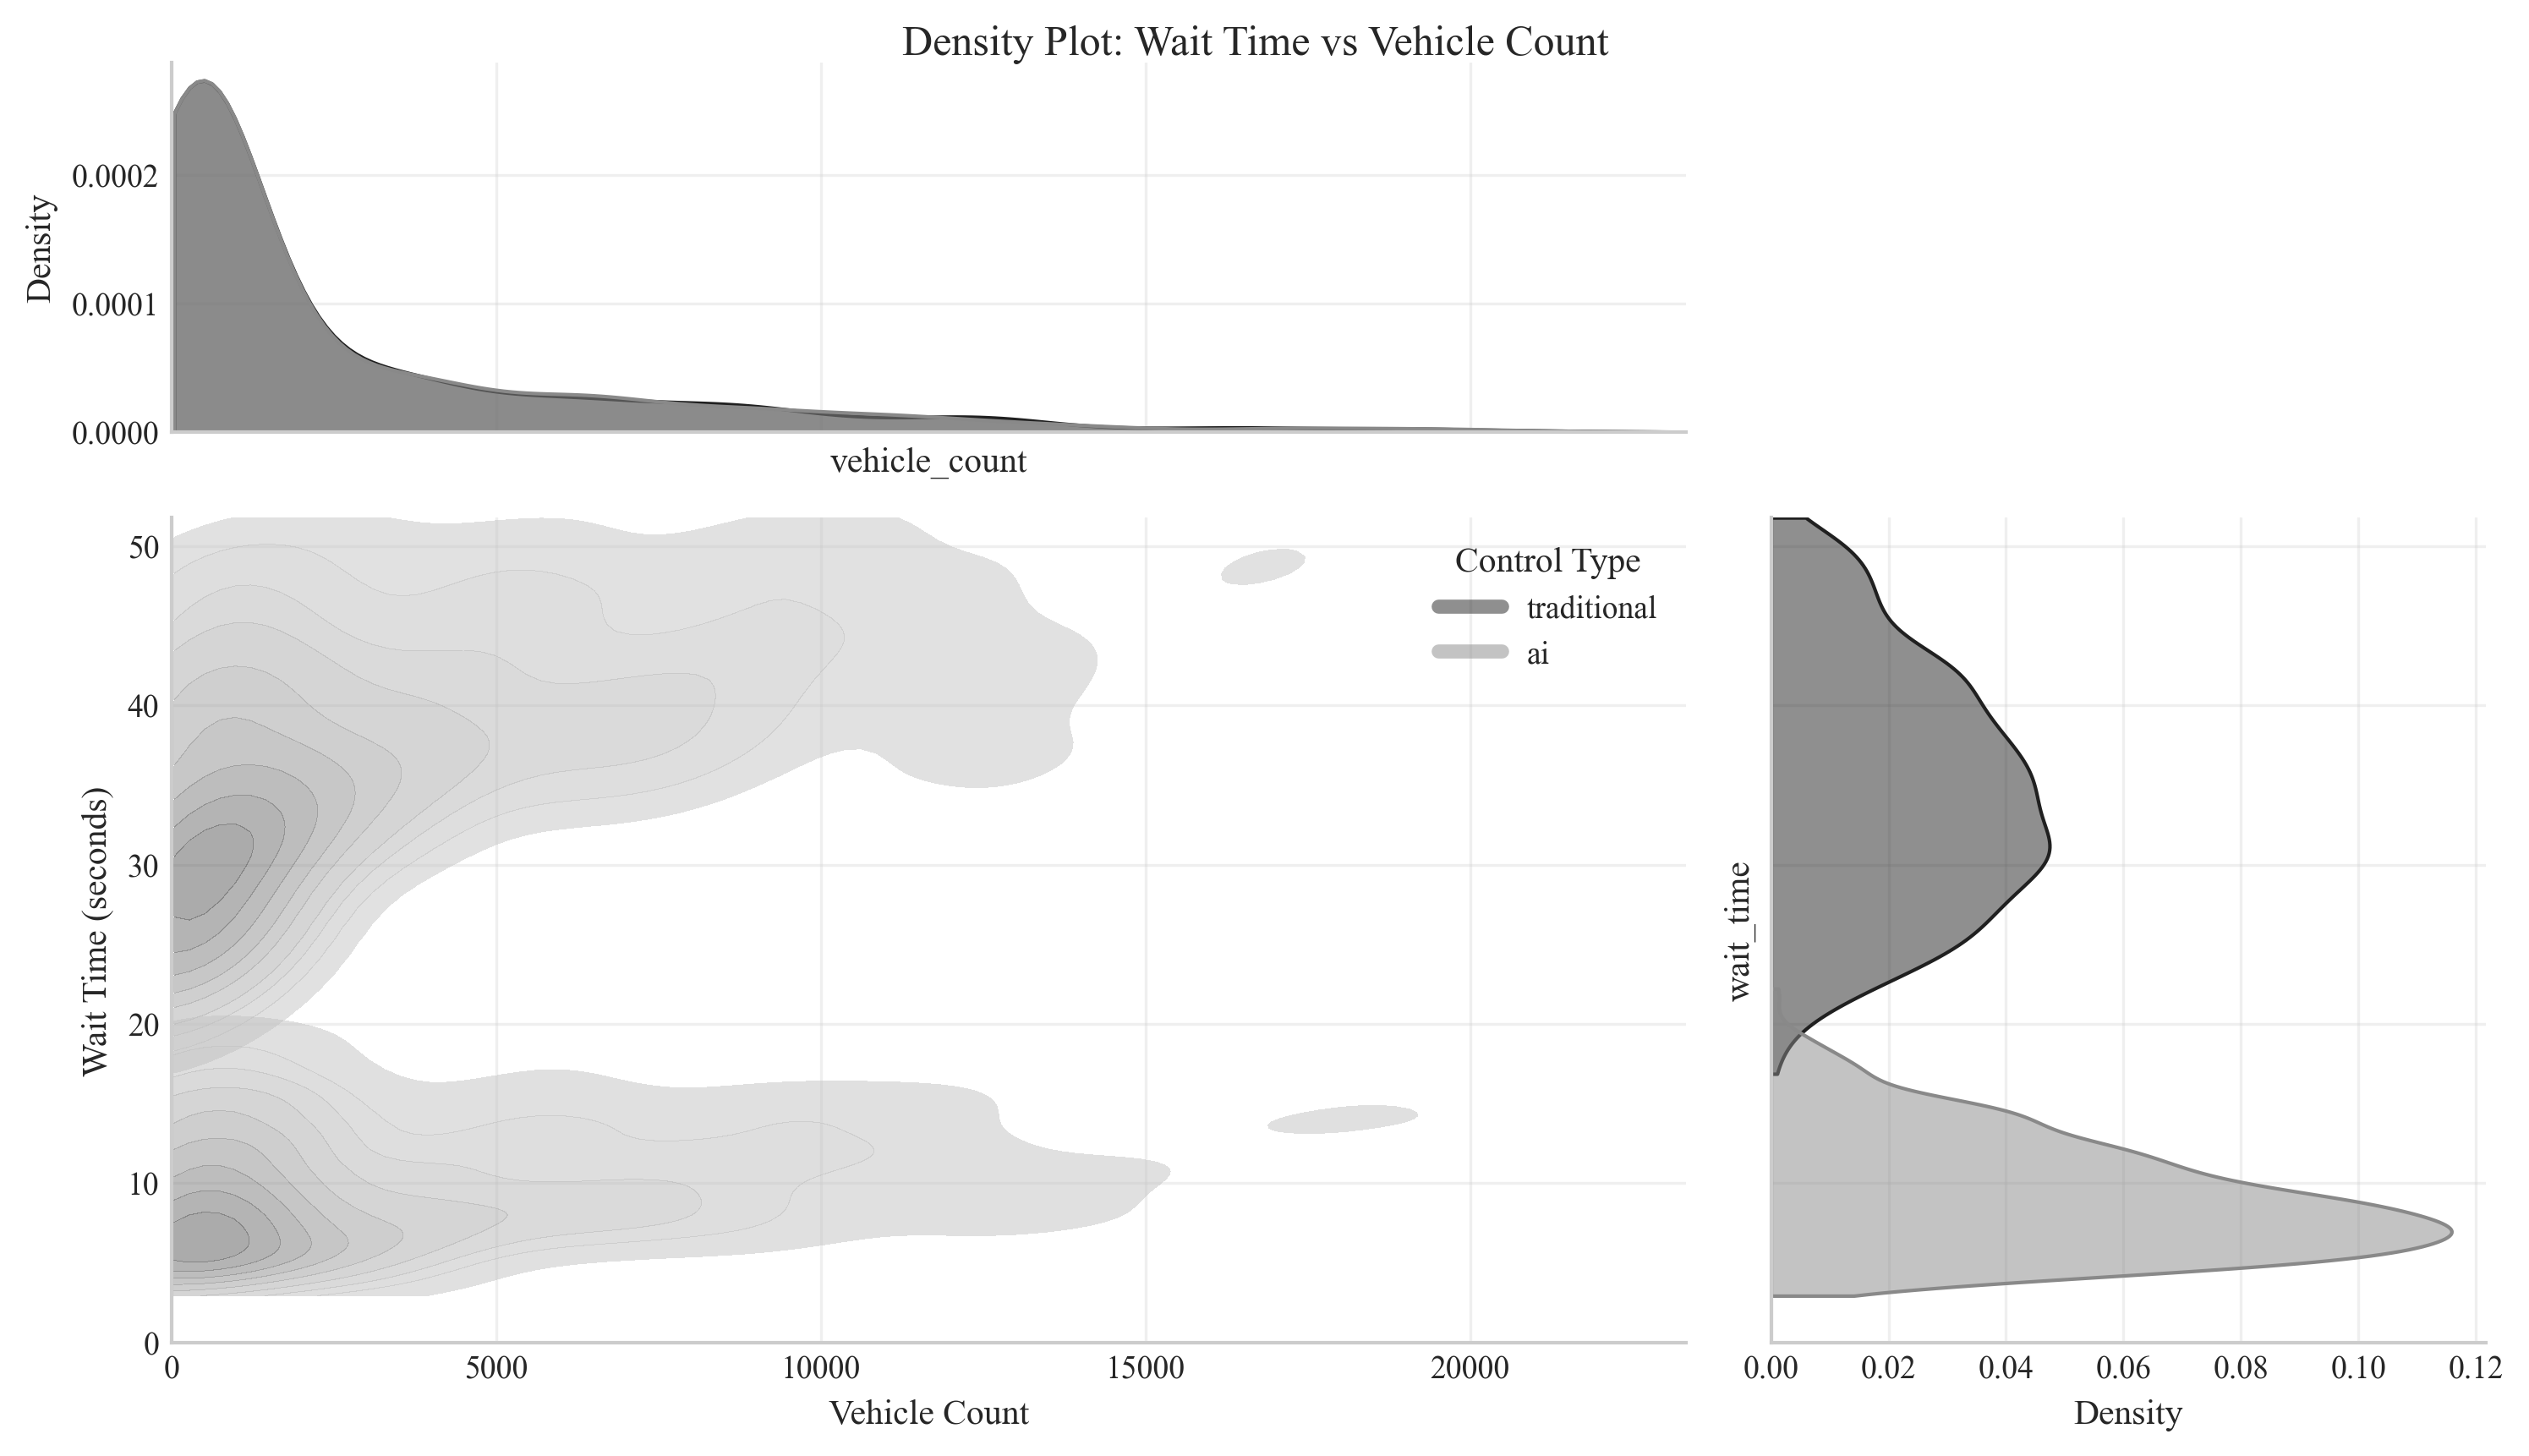 Density Plot: Wait Time vs Vehicle Count
Density
0.0002
0.0001
0.0000
vehicle_count
Wait Time (seconds)
50
40
30
20
10
0
0 5000 10000 15000 20000
Vehicle Count
Control Type
traditional
ai
wait_time
0.00 0.02 0.04 0.06 0.08 0.10 0.12
Density